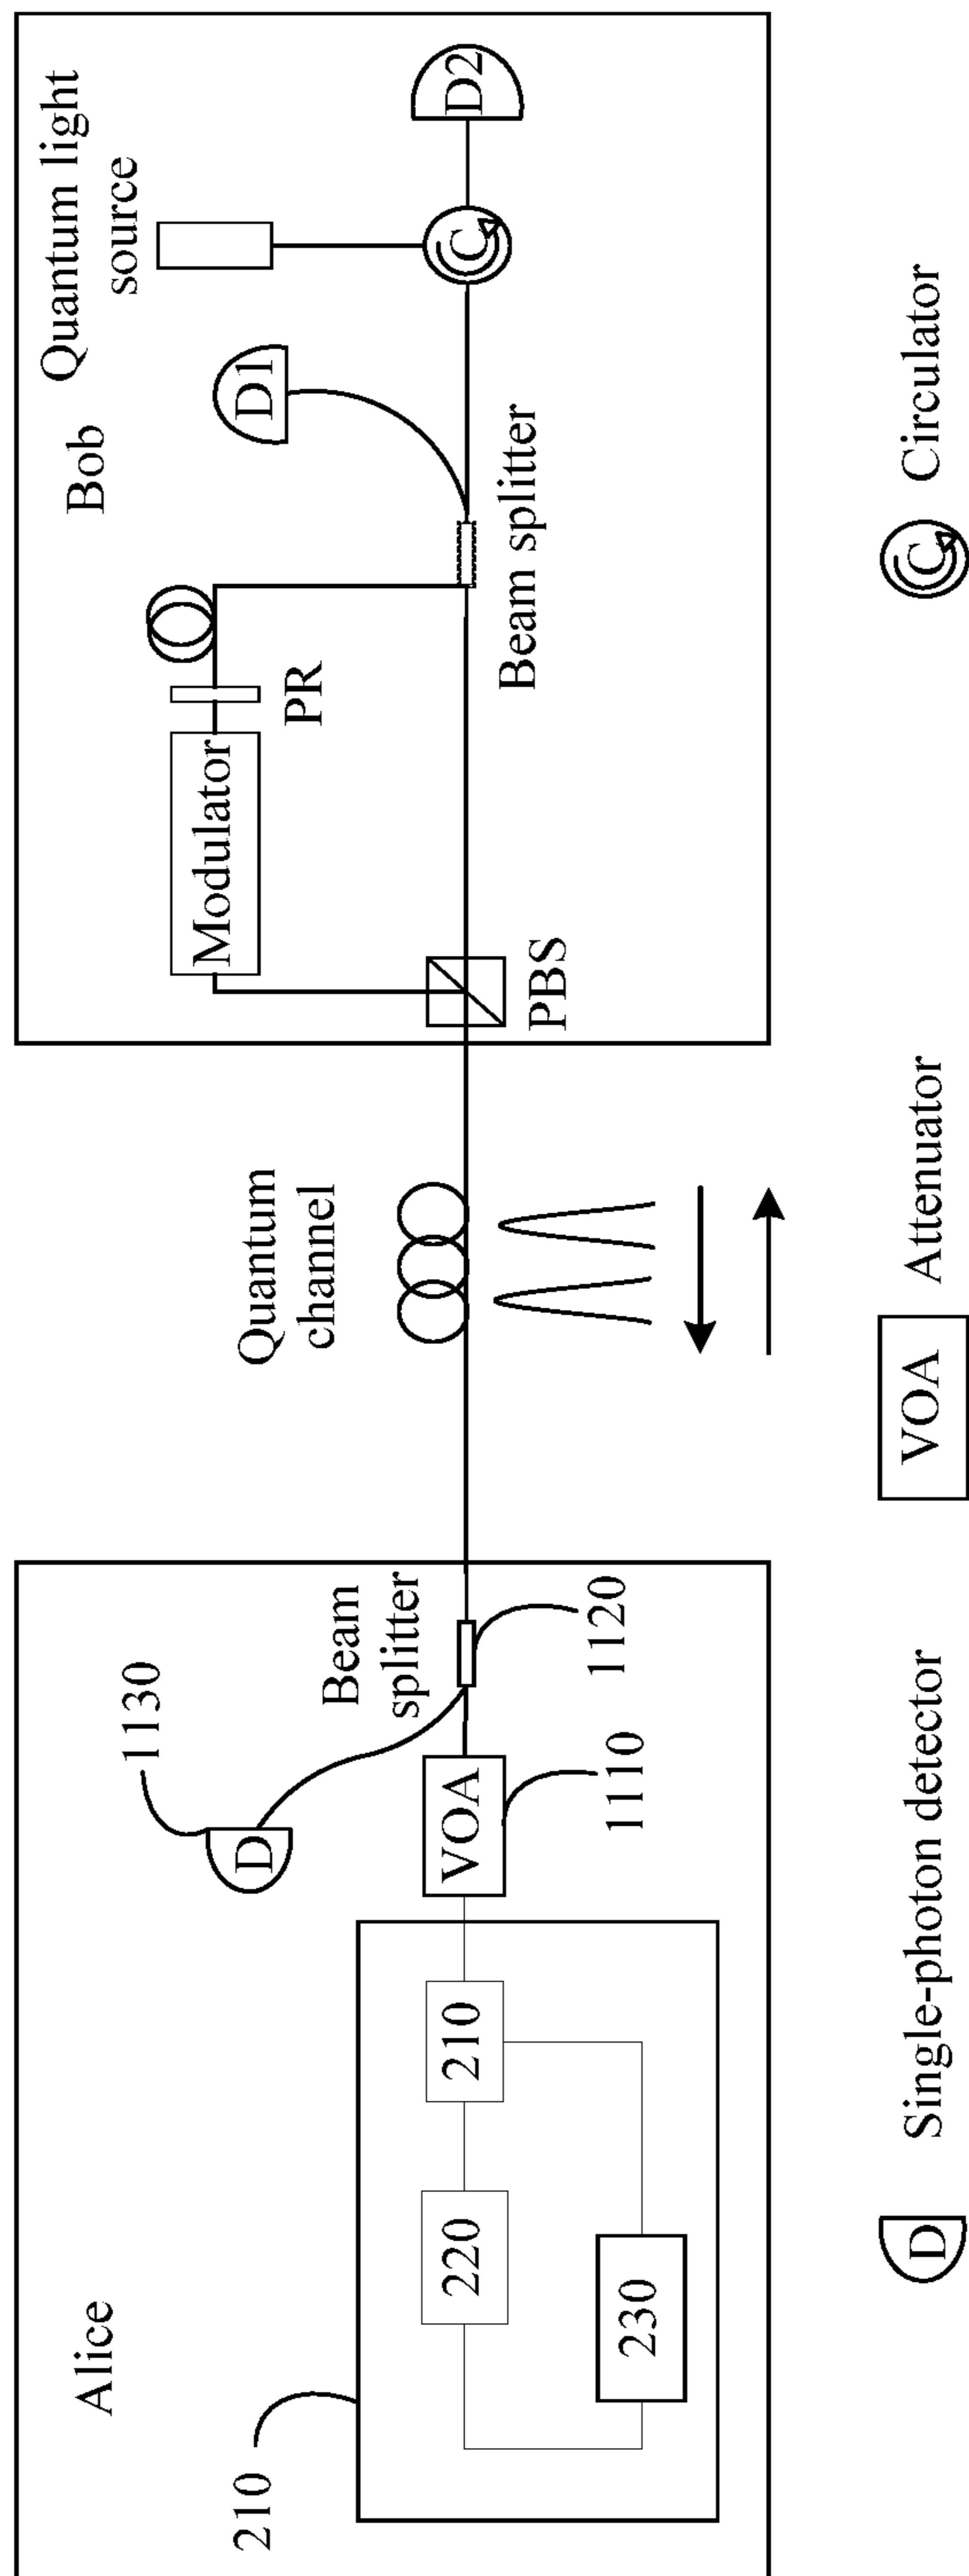 Alice
210
220
230
210
VOA
1110
1120
1130
D
Beam
splitter
Quantum
channel
Bob
Modulator
PR
PBS
Beam splitter
D1
Quantum light
source
C
D2
D
Single-photon detector
VOA
Attenuator
C
Circulator